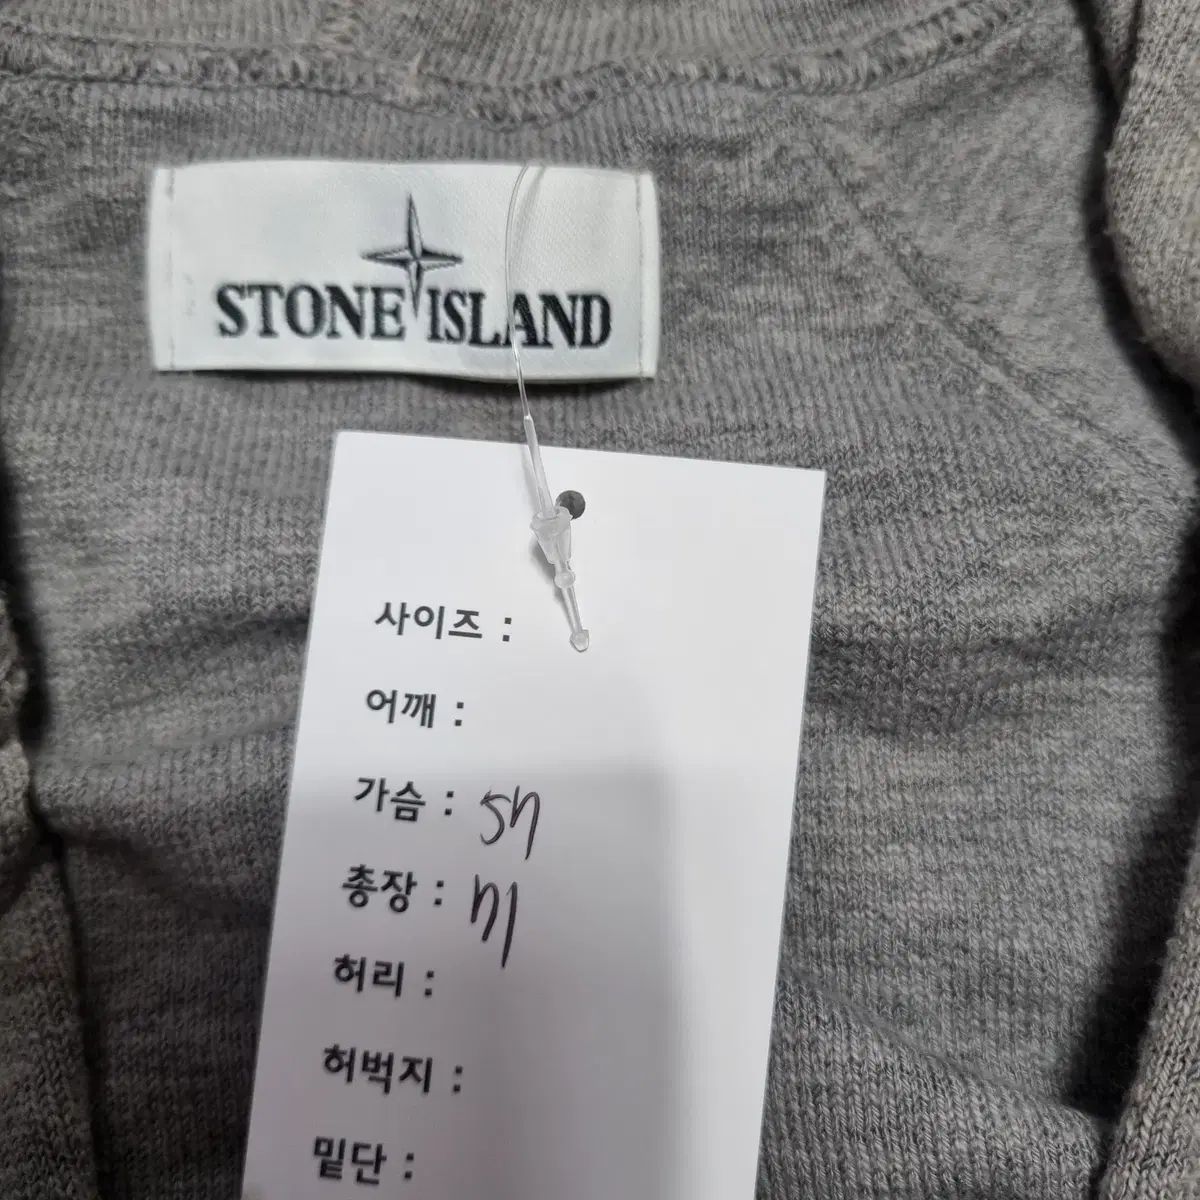 STONE ISLAND
사이즈 :
어깨 :
가슴 : 57
총장 : 71
허리 :
허벅지 :
밑단 :